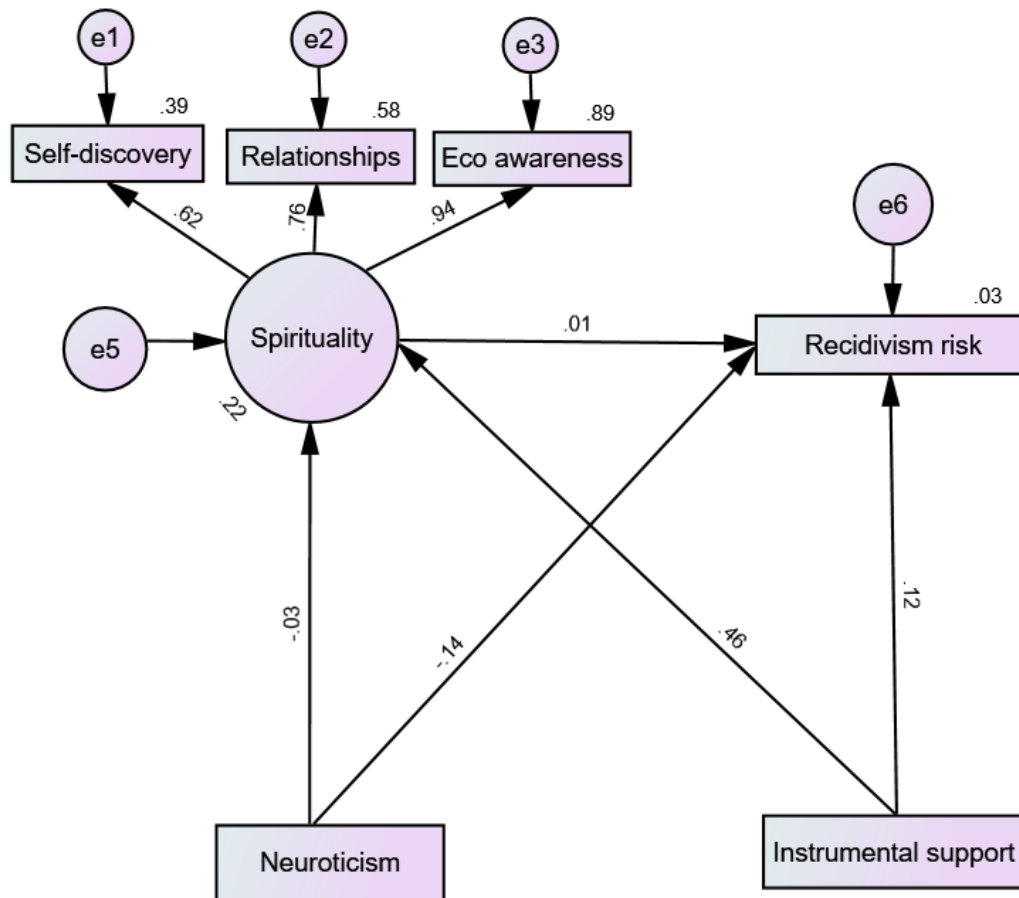 e1
e2
e3
.39
.58
.89
Self-discovery
Relationships
Eco awareness
.62
.76
.94
e6
e5
Spirituality
.22
.01
.03
Recidivism risk
-.03
-.14
.46
.12
Neuroticism
Instrumental support